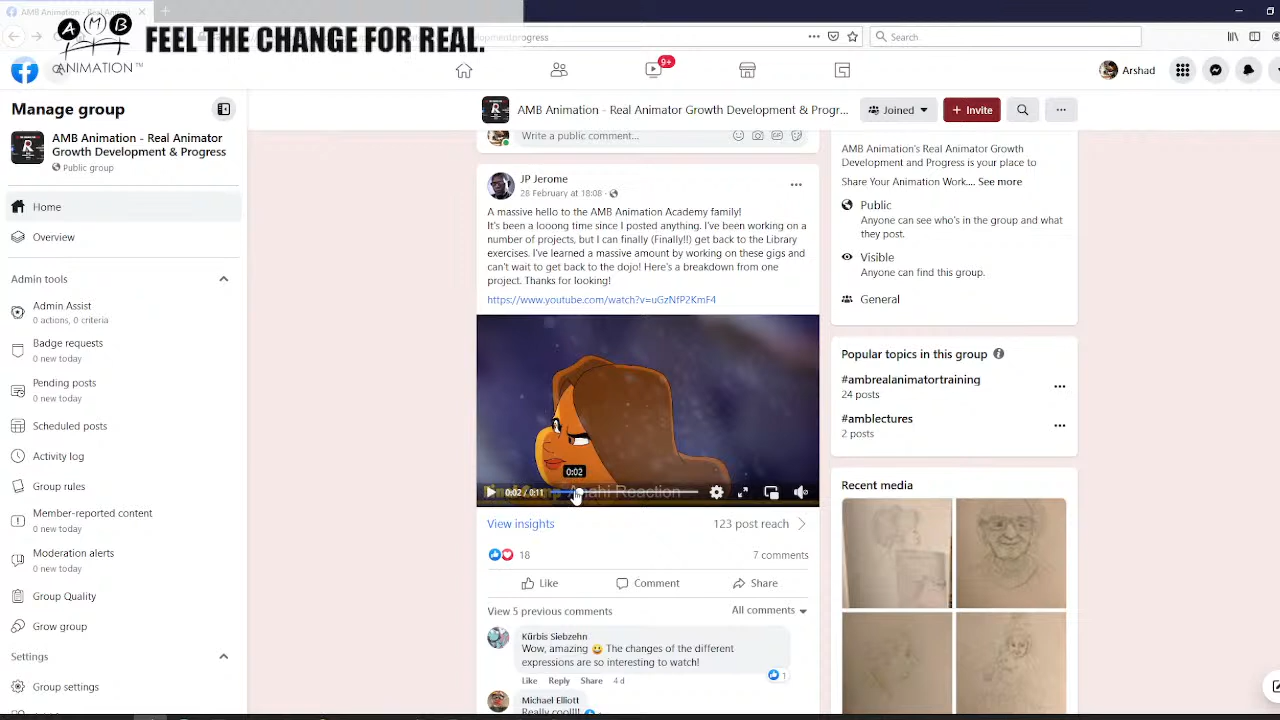 AMB Animation - Real Anim
AMB
ANIMATION™
FEEL THE CHANGE FOR REAL.
progress
Search
9+
Arshad
Manage group
AMB Animation - Real Animator
Growth Development & Progress
Public group
Home
Overview
Admin tools
Admin Assist
0 actions, 0 criteria
Badge requests
0 new today
Pending posts
0 new today
Scheduled posts
Activity log
Group rules
Member-reported content
0 new today
Moderation alerts
0 new today
Group Quality
Grow group
Settings
Group settings
AMB Animation - Real Animator Growth Development & Progr...
Joined
+ Invite
Write a public comment...
GIF
JP Jerome
28 February at 18:08 ·
A massive hello to the AMB Animation Academy family!
It's been a looong time since I posted anything. I've been working on a
number of projects, but I can finally (Finally!!) get back to the Library
exercises. I've learned a massive amount by working on these gigs and
can't wait to get back to the dojo! Here's a breakdown from one
project. Thanks for looking!
https://www.youtube.com/watch?v=uGzNfP2KmF4
0:02
0:02 / 0:11
Reaction
View insights
123 post reach
18
7 comments
Like
Comment
Share
View 5 previous comments
All comments
Kürbis Siebzehn
Wow, amazing 😀 The changes of the different
expressions are so interesting to watch!
1
Like Reply Share 4 d
Michael Elliott
Really cool!!!
AMB Animation's Real Animator Growth
Development and Progress is your place to
Share Your Animation Work.... See more
Public
Anyone can see who's in the group and what
they post.
Visible
Anyone can find this group.
General
Popular topics in this group
#ambrealanimatortraining
24 posts
#amblectures
2 posts
Recent media